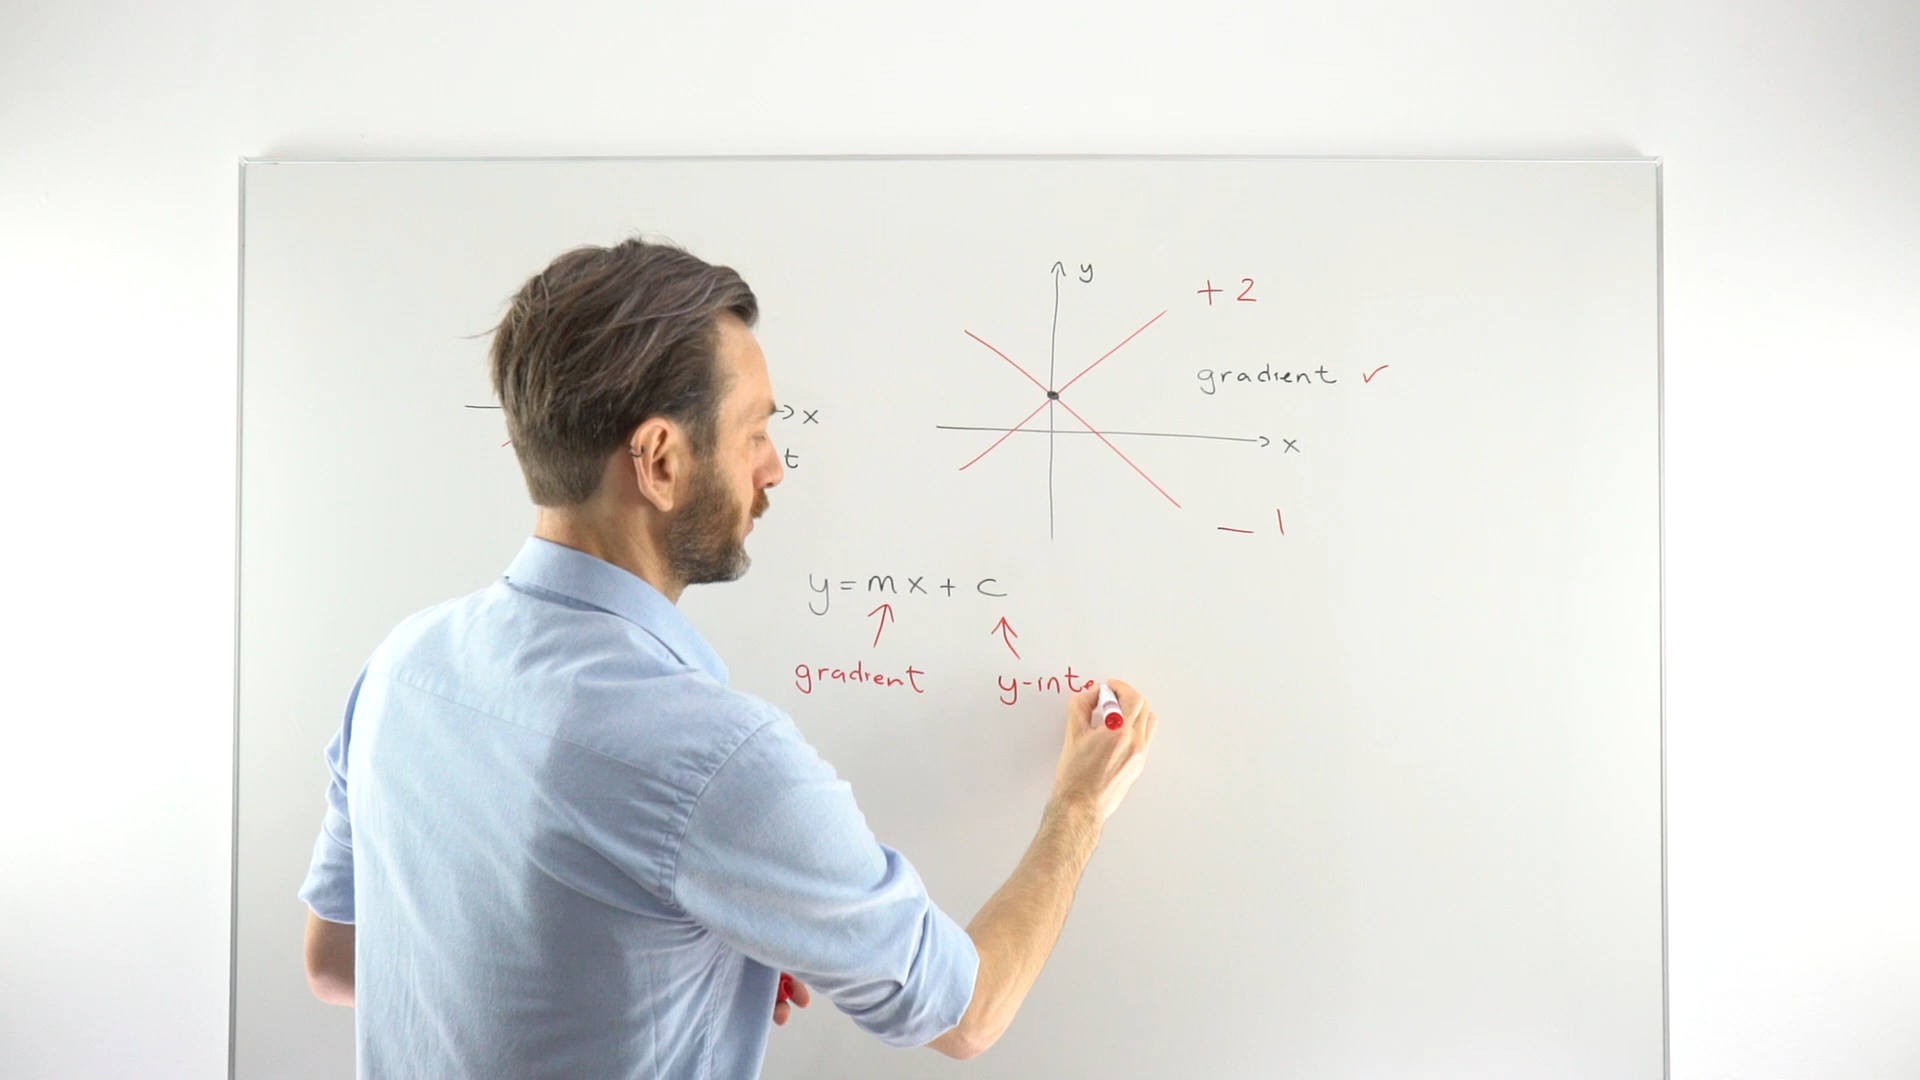 y
+ 2
gradient ✓
x
x
t
— 1
y = mx + c
gradient
y-inte